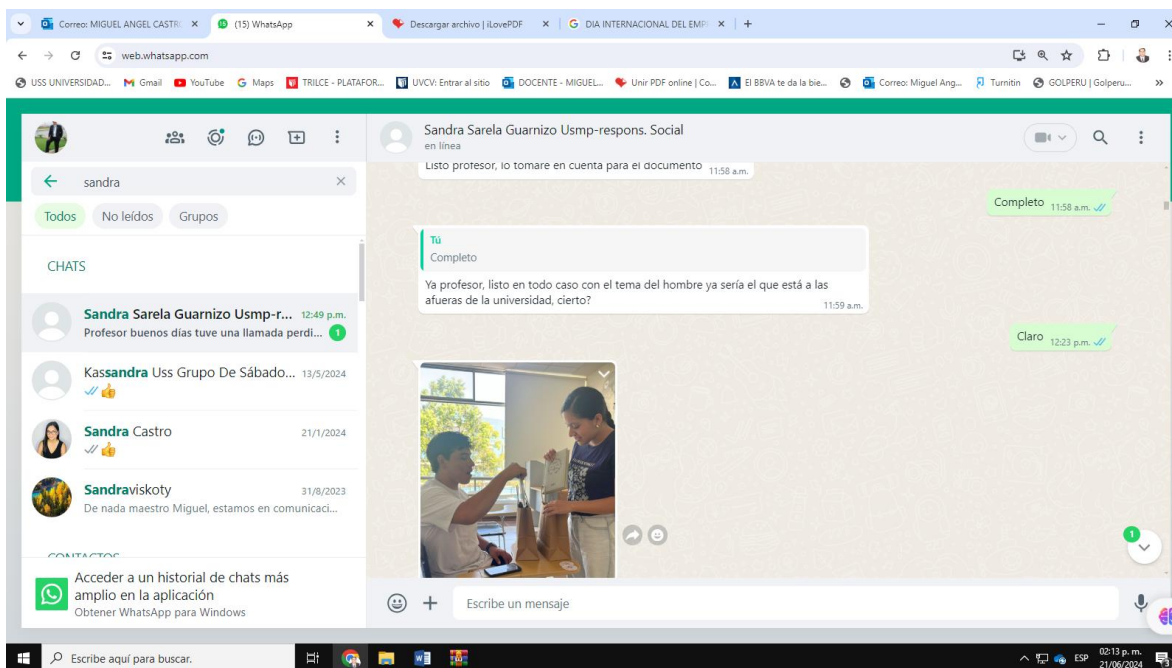 Correo: MIGUEL ANGEL CASTR
(15) WhatsApp
Descargar archivo | iLovePDF
DIA INTERNACIONAL DEL EMP
web.whatsapp.com
USS UNIVERSIDAD...
Gmail
YouTube
Maps
TRILCE - PLATAFOR...
UVCV: Entrar al sitio
DOCENTE - MIGUEL...
Unir PDF online | Co...
El BBVA te da la bie...
Correo: Miguel Ang...
Turnitin
GOLPERU | Golperu...
sandra
Todos
No leídos
Grupos
CHATS
Sandra Sarela Guarnizo Usmp-r... 12:49 p.m.
Profesor buenos días tuve una llamada perdi... 1
Kassandra Uss Grupo De Sábado... 13/5/2024
Sandra Castro 21/1/2024
Sandraviskoty 31/8/2023
De nada maestro Miguel, estamos en comunicaci...
CONTACTOS
Acceder a un historial de chats más
amplio en la aplicación
Obtener WhatsApp para Windows
Sandra Sarela Guarnizo Usmp-respons. Social
en línea
Listo profesor, lo tomare en cuenta para el documento 11:58 a.m.
Completo 11:58 a.m.
Tú
Completo
Ya profesor, listo en todo caso con el tema del hombre ya sería el que está a las
afueras de la universidad, cierto? 11:59 a.m.
Claro 12:23 p.m.
1
Escribe un mensaje
Escribe aquí para buscar.
ESP
02:13 p. m.
21/06/2024